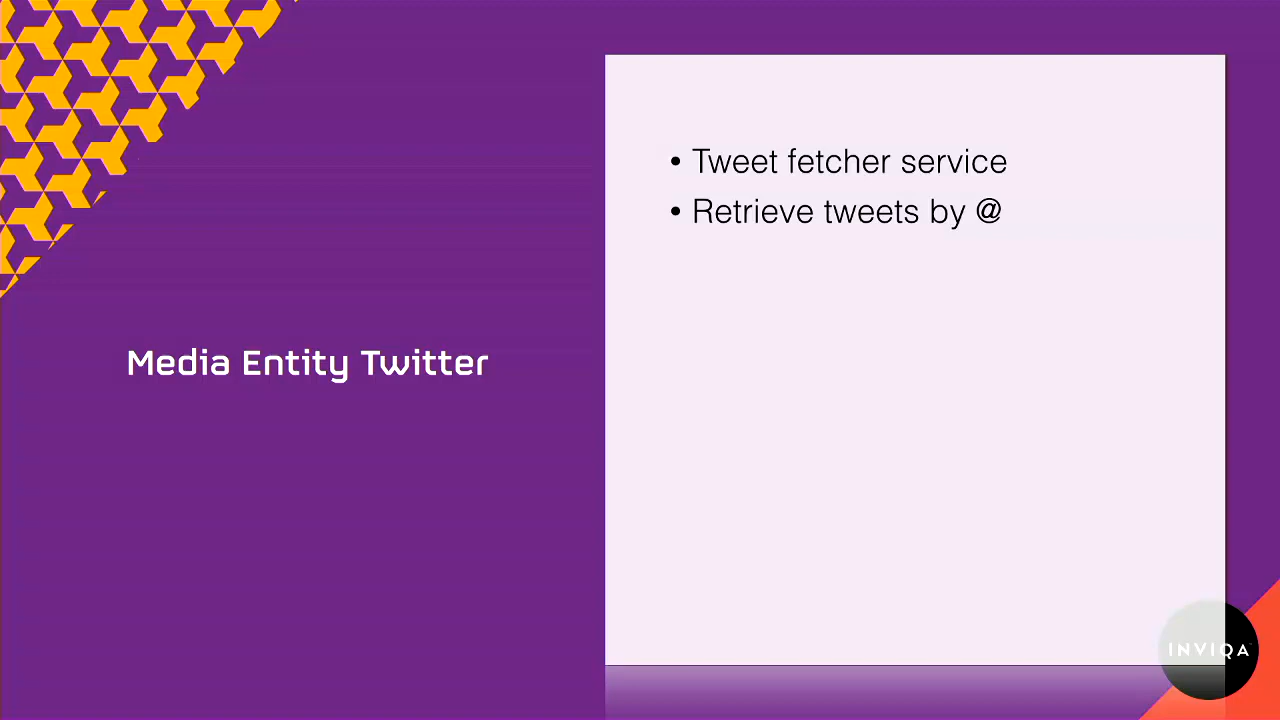 Media Entity Twitter
• Tweet fetcher service
• Retrieve tweets by @
INVIQA